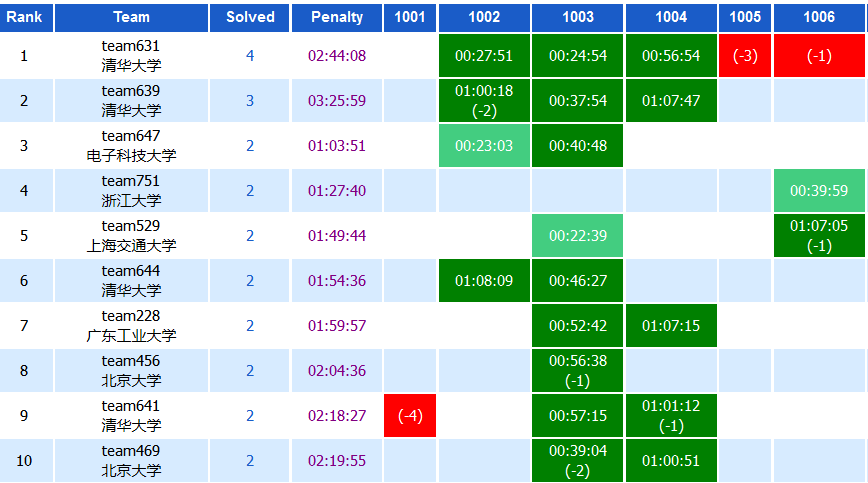 Rank Team Solved Penalty 1001 1002 1003 1004 1005 1006
1 team631 4 02:44:08 00:27:51 00:24:54 00:56:54 (-3) (-1)
清华大学
2 team639 3 03:25:59 01:00:18 00:37:54 01:07:47
清华大学 (-2)
3 team647 2 01:03:51 00:23:03 00:40:48
电子科技大学
4 team751 2 01:27:40 00:39:59
浙江大学
5 team529 2 01:49:44 00:22:39 01:07:05
上海交通大学 (-1)
6 team644 2 01:54:36 01:08:09 00:46:27
清华大学
7 team228 2 01:59:57 00:52:42 01:07:15
广东工业大学
8 team456 2 02:04:36 00:56:38
北京大学 (-1)
9 team641 2 02:18:27 (-4) 00:57:15 01:01:12
清华大学 (-1)
10 team469 2 02:19:55 00:39:04 01:00:51
北京大学 (-2)